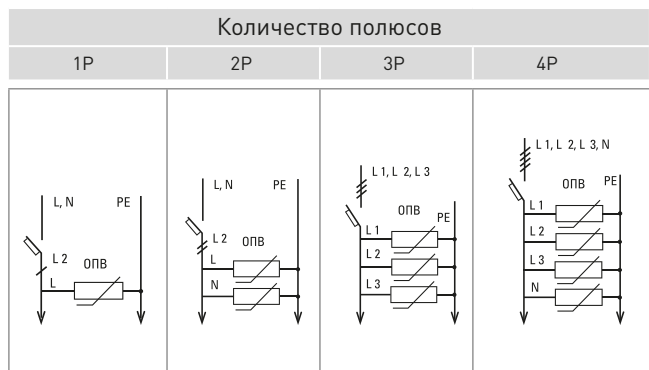 Количество полюсов
1P
2P
3P
4P
L, N
PE
L 2
ОПВ
L
L, N
PE
L 2
ОПВ
L
N
L 1, L 2, L 3
ОПВ
PE
L 1
L 2
L 3
L 1, L 2, L 3, N
ОПВ
PE
L 1
L 2
L 3
N